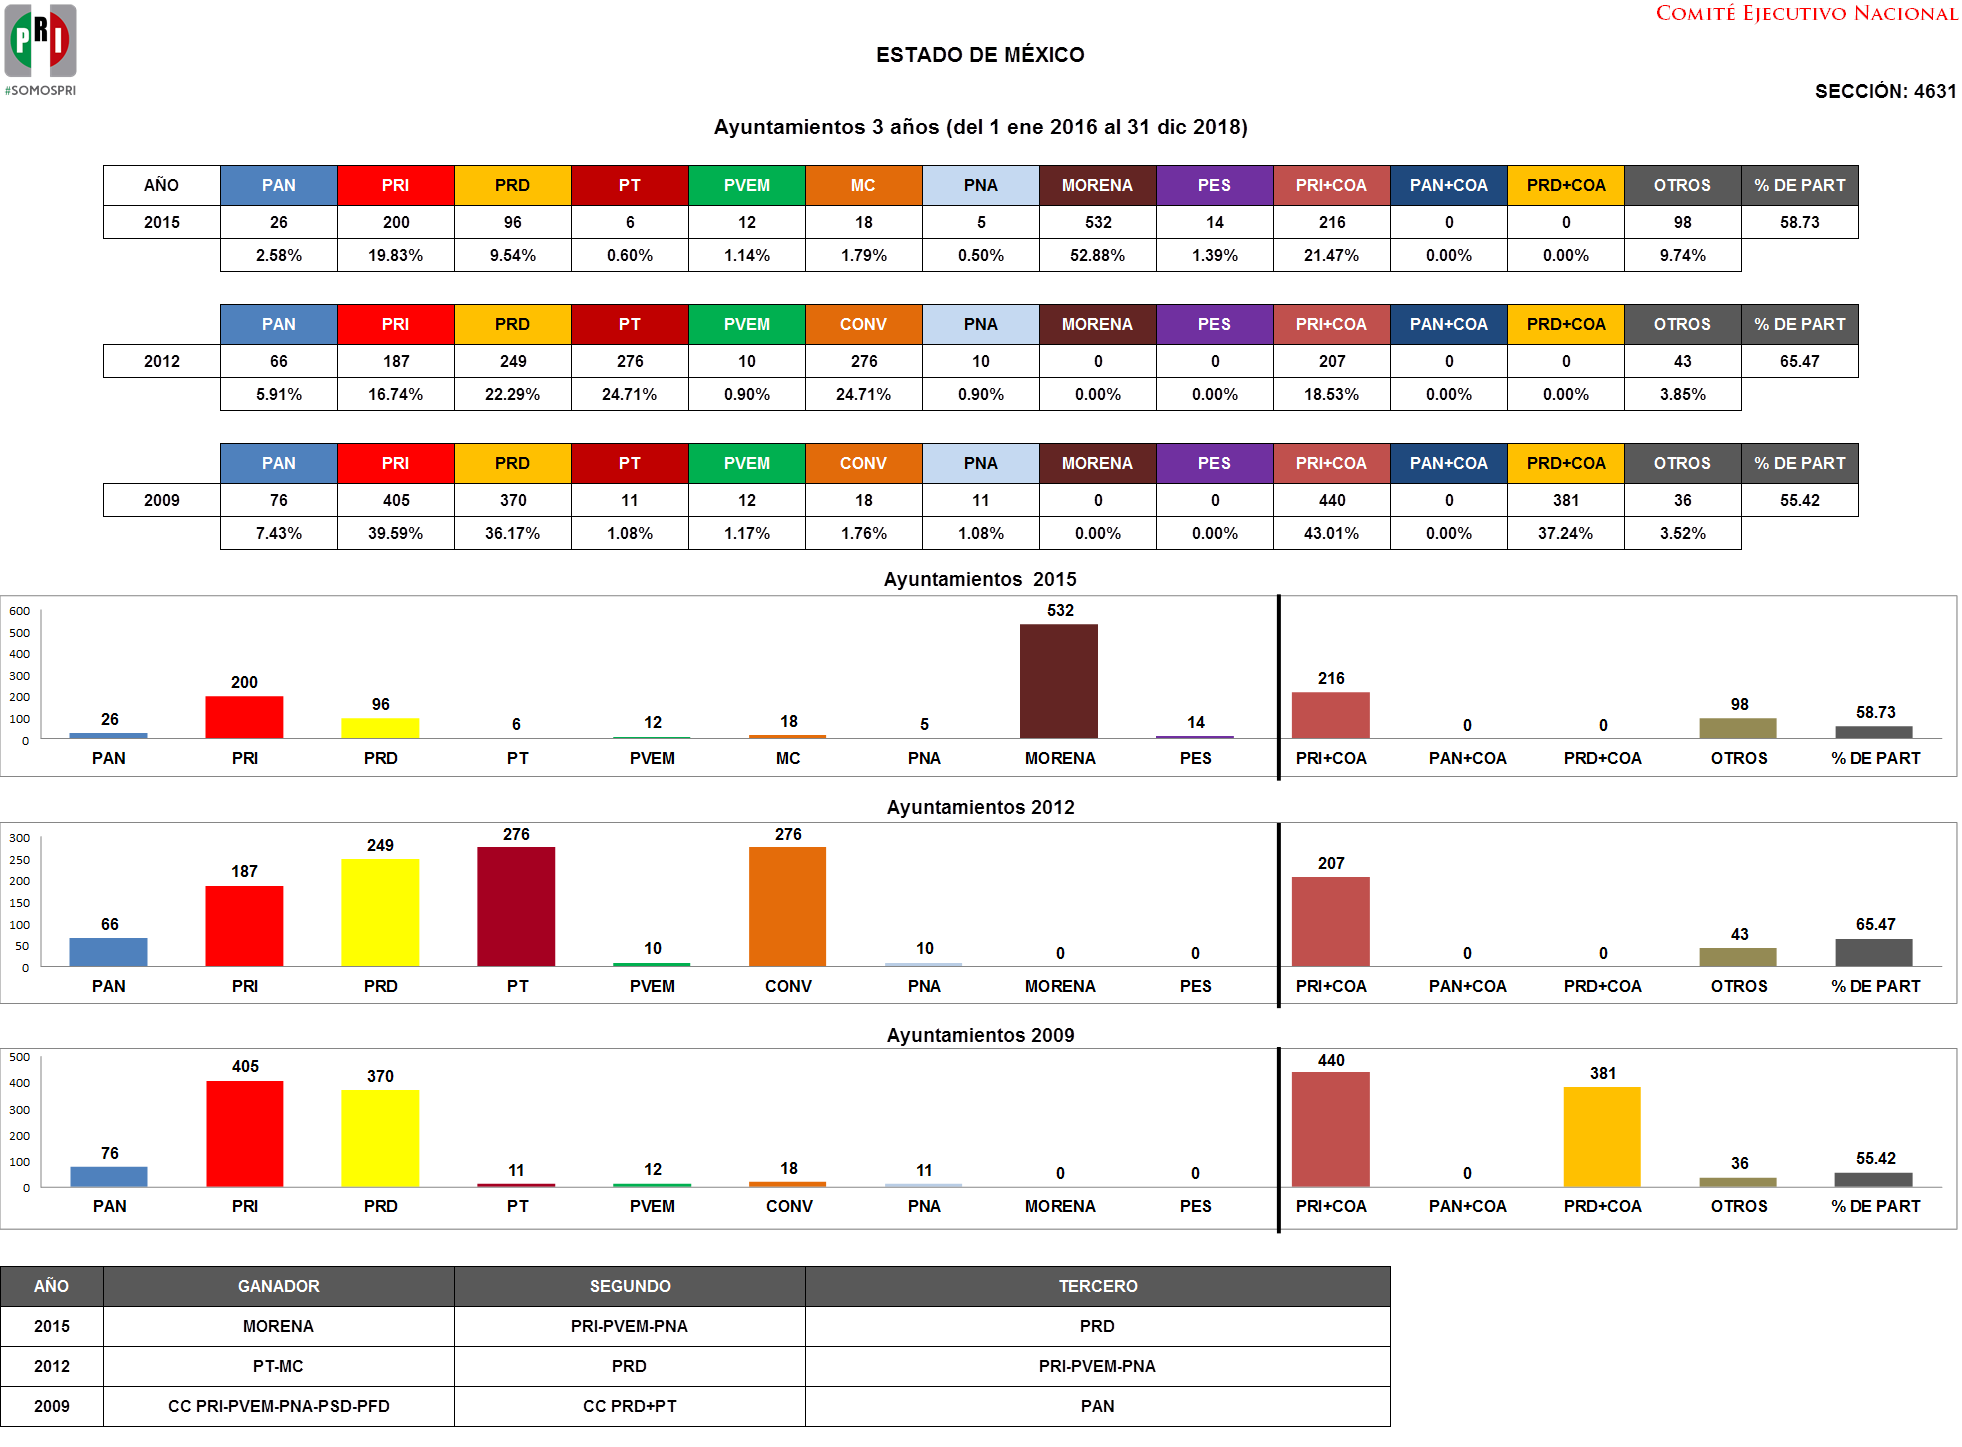 PRI
#SOMOSPRI
COMITÉ EJECUTIVO NACIONAL
ESTADO DE MÉXICO
SECCIÓN: 4631
Ayuntamientos 3 años (del 1 ene 2016 al 31 dic 2018)
AÑO PAN PRI PRD PT PVEM MC PNA MORENA PES PRI+COA PAN+COA PRD+COA OTROS % DE PART
2015 26 200 96 6 12 18 5 532 14 216 0 0 98 58.73
2.58% 19.83% 9.54% 0.60% 1.14% 1.79% 0.50% 52.88% 1.39% 21.47% 0.00% 0.00% 9.74%
PAN PRI PRD PT PVEM CONV PNA MORENA PES PRI+COA PAN+COA PRD+COA OTROS % DE PART
2012 66 187 249 276 10 276 10 0 0 207 0 0 43 65.47
5.91% 16.74% 22.29% 24.71% 0.90% 24.71% 0.90% 0.00% 0.00% 18.53% 0.00% 0.00% 3.85%
PAN PRI PRD PT PVEM CONV PNA MORENA PES PRI+COA PAN+COA PRD+COA OTROS % DE PART
2009 76 405 370 11 12 18 11 0 0 440 0 381 36 55.42
7.43% 39.59% 36.17% 1.08% 1.17% 1.76% 1.08% 0.00% 0.00% 43.01% 0.00% 37.24% 3.52%
Ayuntamientos 2015
600
500
400
300
200
100
0
26 200 96 6 12 18 5 532 14 216 0 0 98 58.73
PAN PRI PRD PT PVEM MC PNA MORENA PES PRI+COA PAN+COA PRD+COA OTROS % DE PART
Ayuntamientos 2012
300
250
200
150
100
50
0
66 187 249 276 10 276 10 0 0 207 0 0 43 65.47
PAN PRI PRD PT PVEM CONV PNA MORENA PES PRI+COA PAN+COA PRD+COA OTROS % DE PART
Ayuntamientos 2009
500
400
300
200
100
0
76 405 370 11 12 18 11 0 0 440 0 381 36 55.42
PAN PRI PRD PT PVEM CONV PNA MORENA PES PRI+COA PAN+COA PRD+COA OTROS % DE PART
AÑO GANADOR SEGUNDO TERCERO
2015 MORENA PRI-PVEM-PNA PRD
2012 PT-MC PRD PRI-PVEM-PNA
2009 CC PRI-PVEM-PNA-PSD-PFD CC PRD+PT PAN